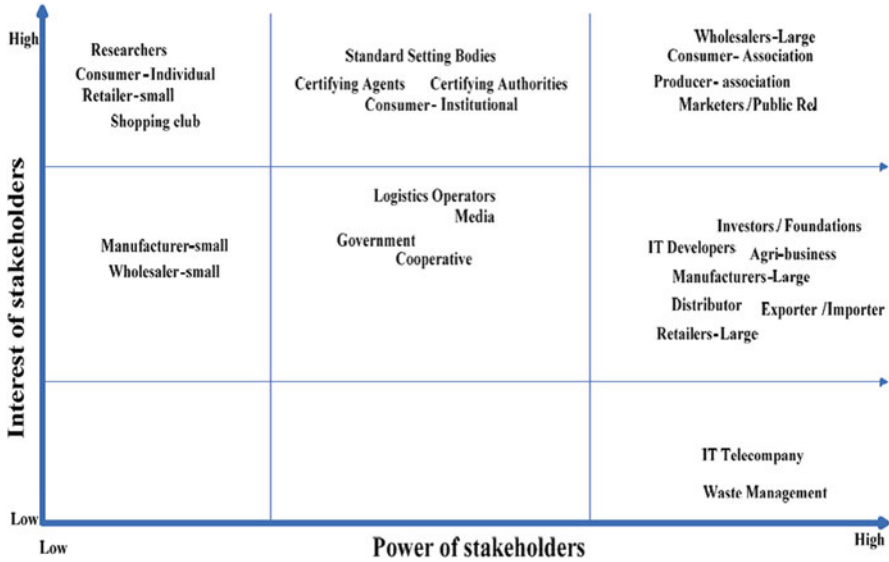 High
Researchers
Consumer-Individual
Retailer-small
Shopping club
Standard Setting Bodies
Certifying Agents Certifying Authorities
Consumer- Institutional
Wholesalers-Large
Consumer- Association
Producer- association
Marketers/Public Rel
Manufacturer-small
Wholesaler-small
Logistics Operators
Media
Government
Cooperative
Investors/Foundations
IT Developers Agri-business
Manufacturers-Large
Distributor Exporter /Importer
Retailers-Large
IT Telecompany
Waste Management
Interest of stakeholders
Low
Low
Power of stakeholders
High